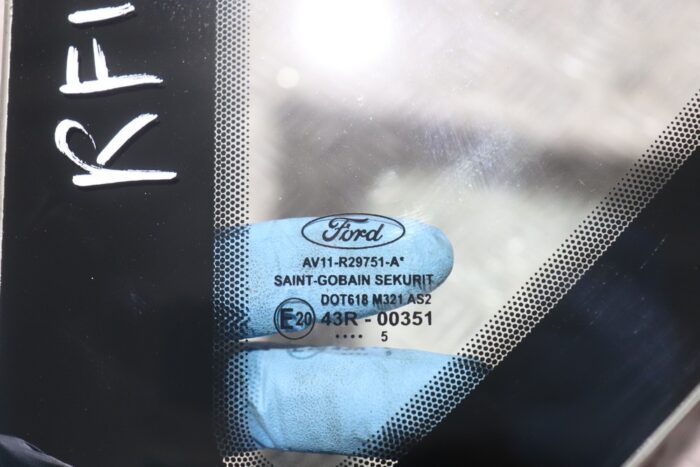 RF
Ford
AV11-R29751-A*
SAINT-GOBAIN SEKURIT
DOT618 M321 AS2
E20 43R - 00351
•••• 5